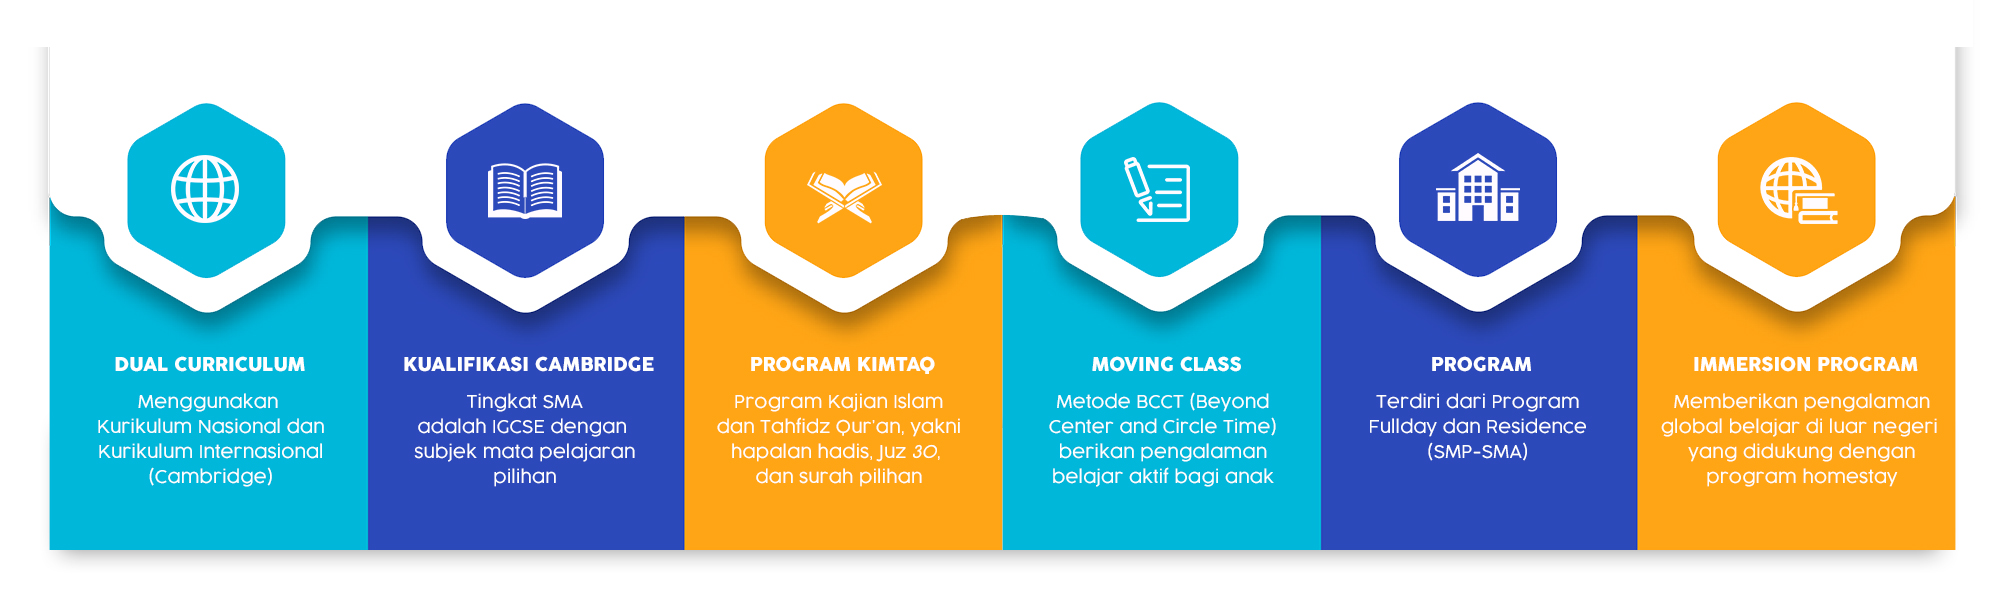 DUAL CURRICULUM
Menggunakan
Kurikulum Nasional dan
Kurikulum Internasional
(Cambridge)
KUALIFIKASI CAMBRIDGE
Tingkat SMA
adalah IGCSE dengan
subjek mata pelajaran
pilihan
PROGRAM KIMTAQ
Program Kajian Islam
dan Tahfidz Qur'an, yakni
hapalan hadis, Juz 30,
dan surah pilihan
MOVING CLASS
Metode BCCT (Beyond
Center and Circle Time)
berikan pengalaman
belajar aktif bagi anak
PROGRAM
Terdiri dari Program
Fullday dan Residence
(SMP-SMA)
IMMERSION PROGRAM
Memberikan pengalaman
global belajar di luar negeri
yang didukung dengan
program homestay